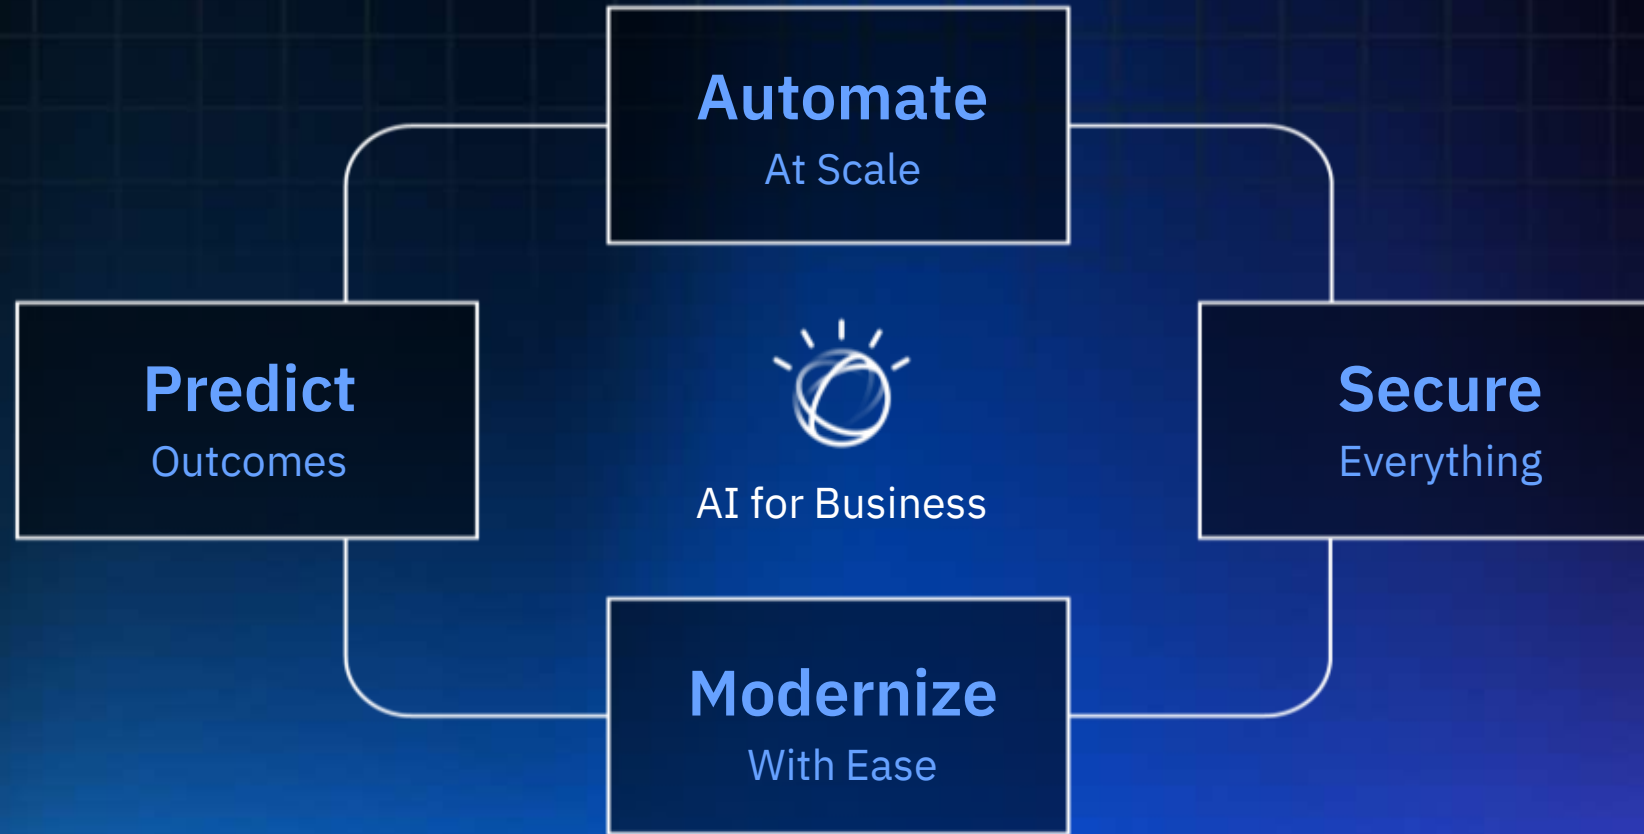 Automate
At Scale
Predict
Outcomes
AI for Business
Secure
Everything
Modernize
With Ease